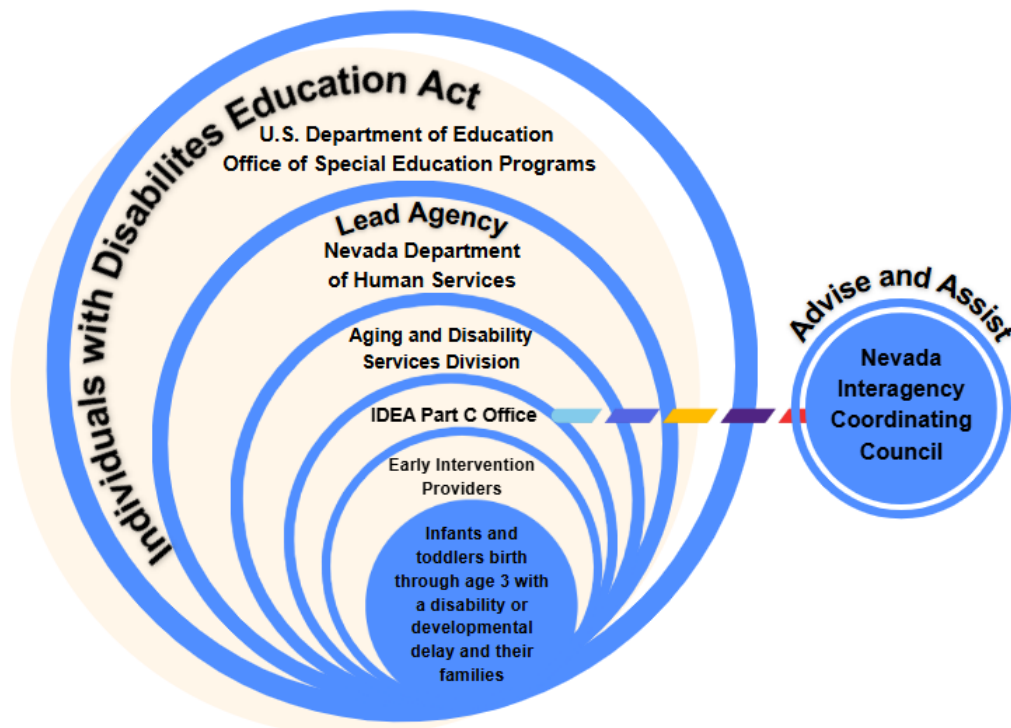 Individuals with Disabilites Education Act
U.S. Department of Education
Office of Special Education Programs
Lead Agency
Nevada Department
of Human Services
Aging and Disability
Services Division
IDEA Part C Office
Early Intervention
Providers
Infants and
toddlers birth
through age 3 with
a disability or
developmental
delay and their
families
Advise and Assist
Nevada
Interagency
Coordinating
Council